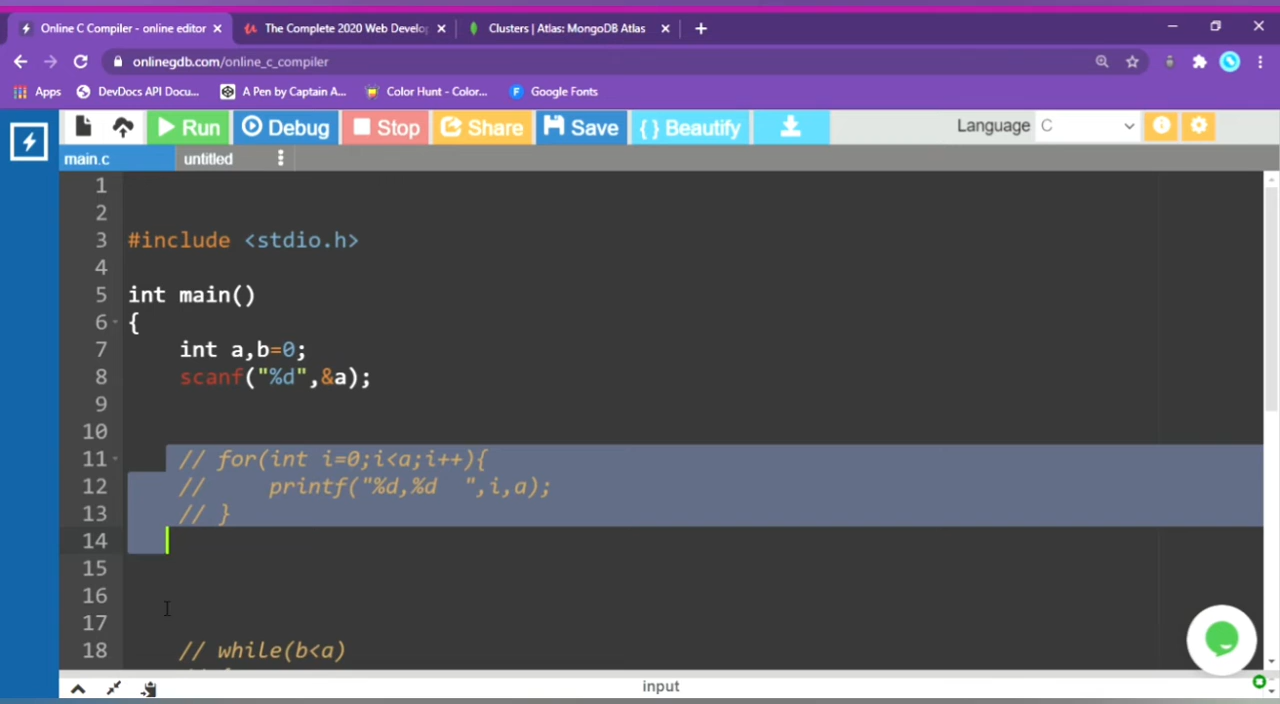 Online C Compiler - online editor
The Complete 2020 Web Develo
Clusters | Atlas: MongoDB Atlas
onlinegdb.com/online_c_compiler
Apps
DevDocs API Docu...
A Pen by Captain A...
Color Hunt - Color...
Google Fonts
Run
Debug
Stop
Share
Save
{ } Beautify
Language
C
main.c
untitled
1
2
3 #include <stdio.h>
4
5 int main()
6 {
7 int a,b=0;
8 scanf("%d",&a);
9
10
11 // for(int i=0;i<a;i++){
12 // printf("%d,%d  ",i,a);
13 // }
14
15
16
17
18 // while(b<a)
input